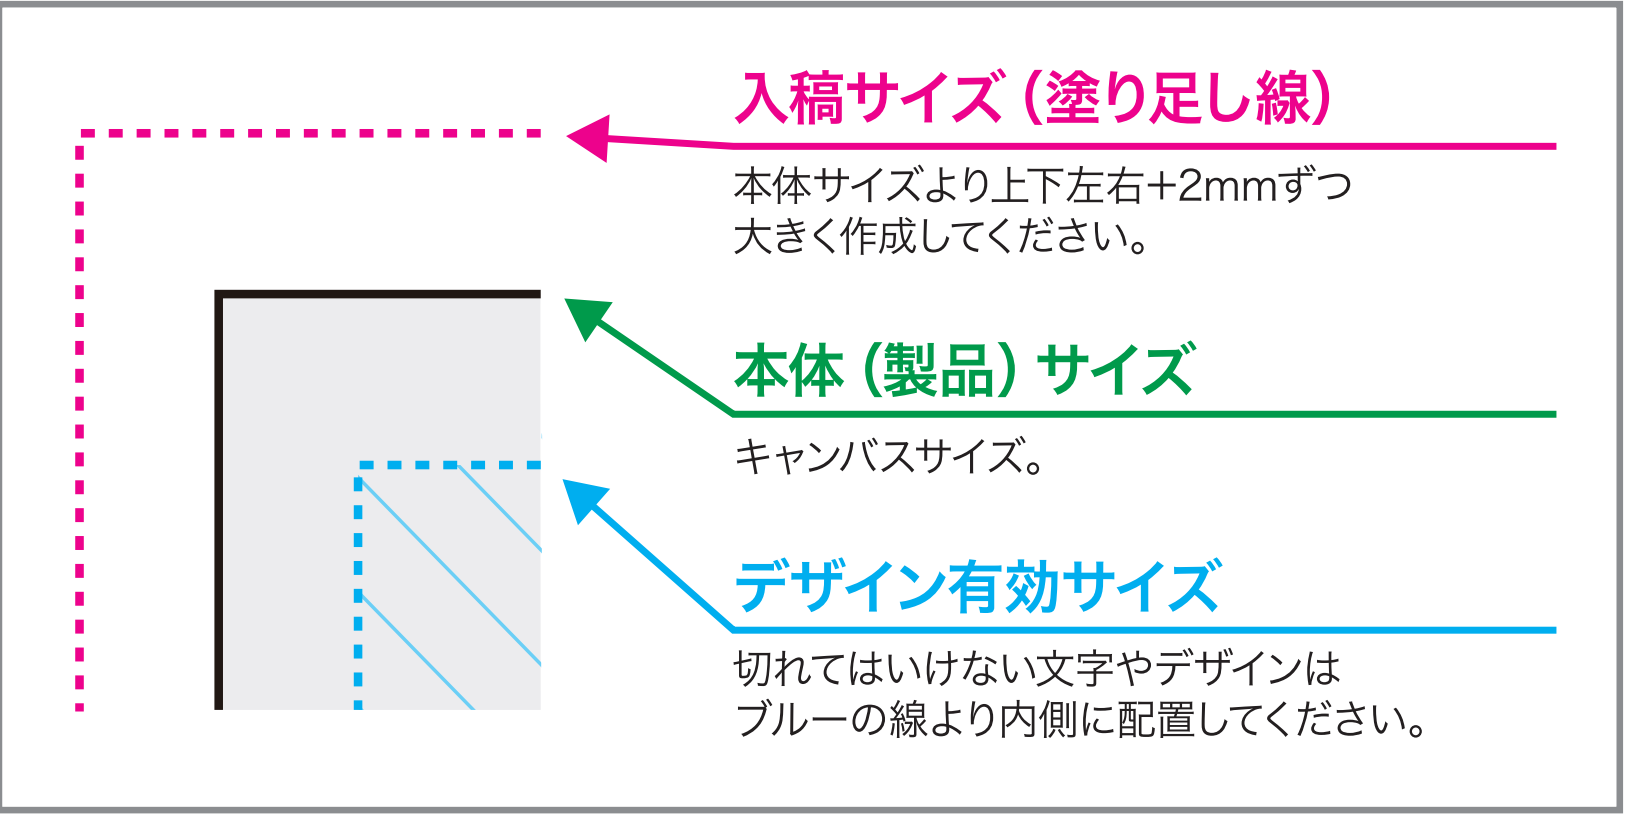 入稿サイズ（塗り足し線）
本体サイズより上下左右+2mmずつ
大きく作成してください。
本体（製品）サイズ
キャンバスサイズ。
デザイン有効サイズ
切れてはいけない文字やデザインは
ブルーの線より内側に配置してください。